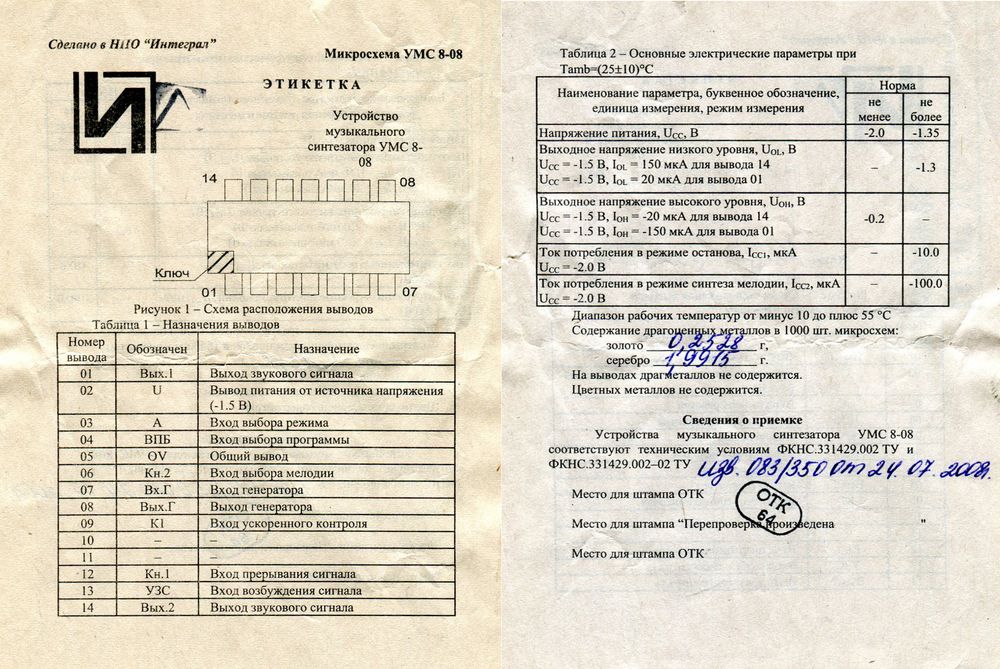 Сделано в НПО “Интеграл”
Микросхема УМС 8-08
ЭТИКЕТКА
Устройство
музыкального
синтезатора УМС 8-
08
14 08
Ключ
01 07
Рисунок 1 – Схема расположения выводов
Таблица 1 – Назначения выводов
Номер вывода Обозначен Назначение
01 Вых.1 Выход звукового сигнала
02 U Вывод питания от источника напряжения
(-1.5 В)
03 А Вход выбора режима
04 ВПБ Вход выбора программы
05 OV Общий вывод
06 Кн.2 Вход выбора мелодии
07 Вх.Г Вход генератора
08 Вых.Г Выход генератора
09 К1 Вход ускоренного контроля
10 – –
11 – –
12 Кн.1 Вход прерывания сигнала
13 УЗС Вход возбуждения сигнала
14 Вых.2 Выход звукового сигнала
Таблица 2 – Основные электрические параметры при
Tamb=(25±10)°С
Наименование параметра, буквенное обозначение,
единица измерения, режим измерения
Норма
не менее
не более
Напряжение питания, UCC, В -2.0 -1.35
Выходное напряжение низкого уровня, UOL, В
UCC = -1.5 В, IOL = 150 мкА для вывода 14 – -1.3
UCC = -1.5 В, IOL = 20 мкА для вывода 01
Выходное напряжение высокого уровня, UOH, В
UCC = -1.5 В, IOH = -20 мкА для вывода 14 -0.2 –
UCC = -1.5 В, IOH = -150 мкА для вывода 01
Ток потребления в режиме останова, ICC1, мкА – -10.0
UCC = -2.0 В
Ток потребления в режиме синтеза мелодии, ICC2, мкА – -100.0
UCC = -2.0 В
Диапазон рабочих температур от минус 10 до плюс 55 °С
Содержание драгоценных металлов в 1000 шт. микросхем:
золото 0,2528 г,
серебро 1,9915 г.
На выводах драгметаллов не содержится.
Цветных металлов не содержится.
Сведения о приемке
Устройства музыкального синтезатора УМС 8-08
соответствуют техническим условиям ФКНС.331429.002 ТУ и
ФКНС.331429.002–02 ТУ изв. 083/350 от 24.07.2008г.
Место для штампа ОТК
ОТК
64
Место для штампа “Перепроверка произведена "
Место для штампа ОТК